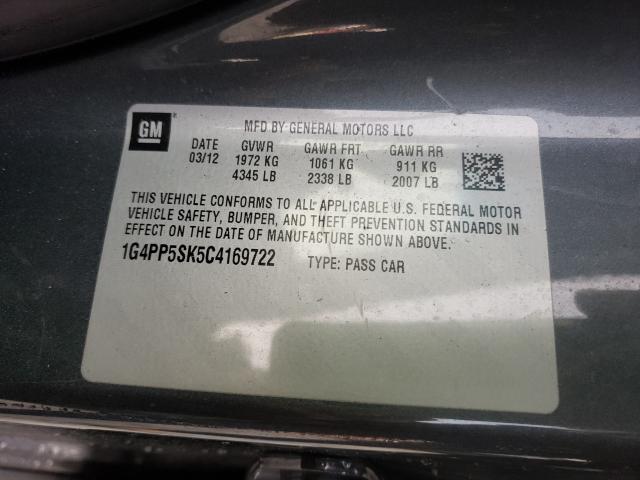 GM
MFD BY GENERAL MOTORS LLC
DATE GVWR GAWR FRT GAWR RR
03/12 1972 KG 1061 KG 911 KG
4345 LB 2338 LB 2007 LB
THIS VEHICLE CONFORMS TO ALL APPLICABLE U.S. FEDERAL MOTOR
VEHICLE SAFETY, BUMPER, AND THEFT PREVENTION STANDARDS IN
EFFECT ON THE DATE OF MANUFACTURE SHOWN ABOVE.
1G4PP5SK5C4169722 TYPE: PASS CAR